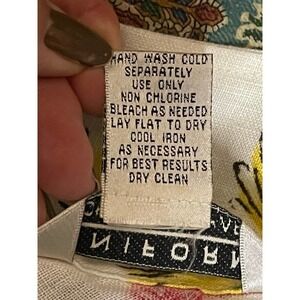 HAND WASH COLD
SEPARATELY
USE ONLY
NON CHLORINE
BLEACH AS NEEDED
LAY FLAT TO DRY
COOL IRON
AS NECESSARY
FOR BEST RESULTS
DRY CLEAN
NIFOR